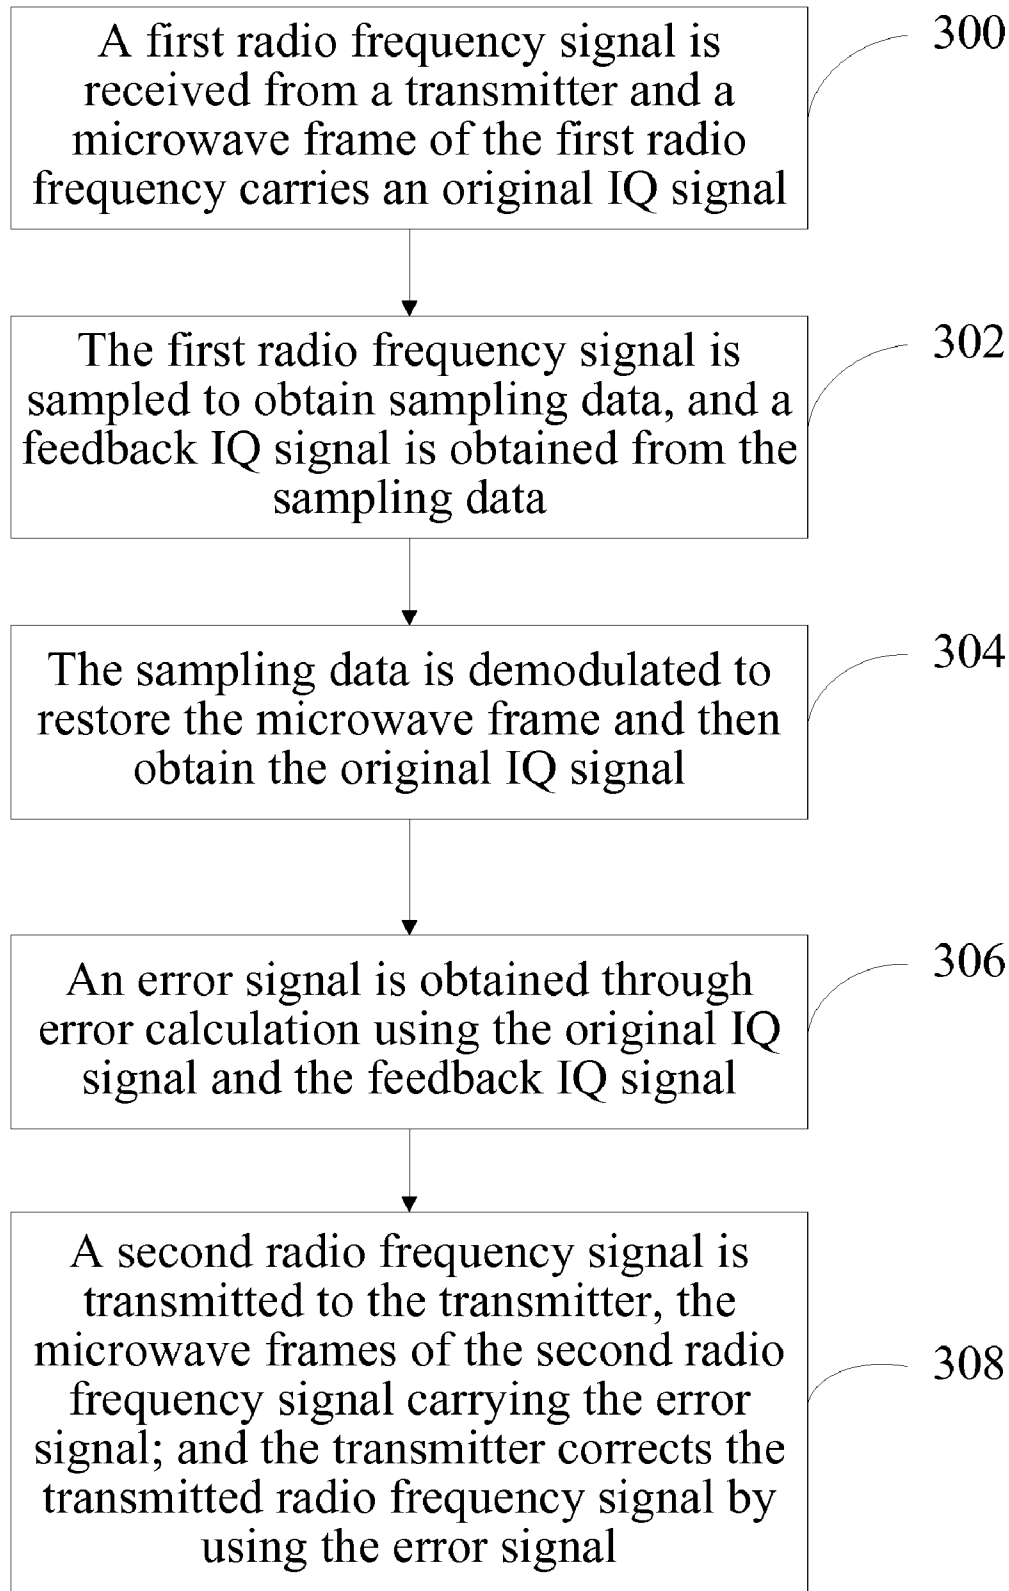 A first radio frequency signal is
received from a transmitter and a
microwave frame of the first radio
frequency carries an original IQ signal
300
The first radio frequency signal is
sampled to obtain sampling data, and a
feedback IQ signal is obtained from the
sampling data
302
The sampling data is demodulated to
restore the microwave frame and then
obtain the original IQ signal
304
An error signal is obtained through
error calculation using the original IQ
signal and the feedback IQ signal
306
A second radio frequency signal is
transmitted to the transmitter, the
microwave frames of the second radio
frequency signal carrying the error
signal; and the transmitter corrects the
transmitted radio frequency signal by
using the error signal
308